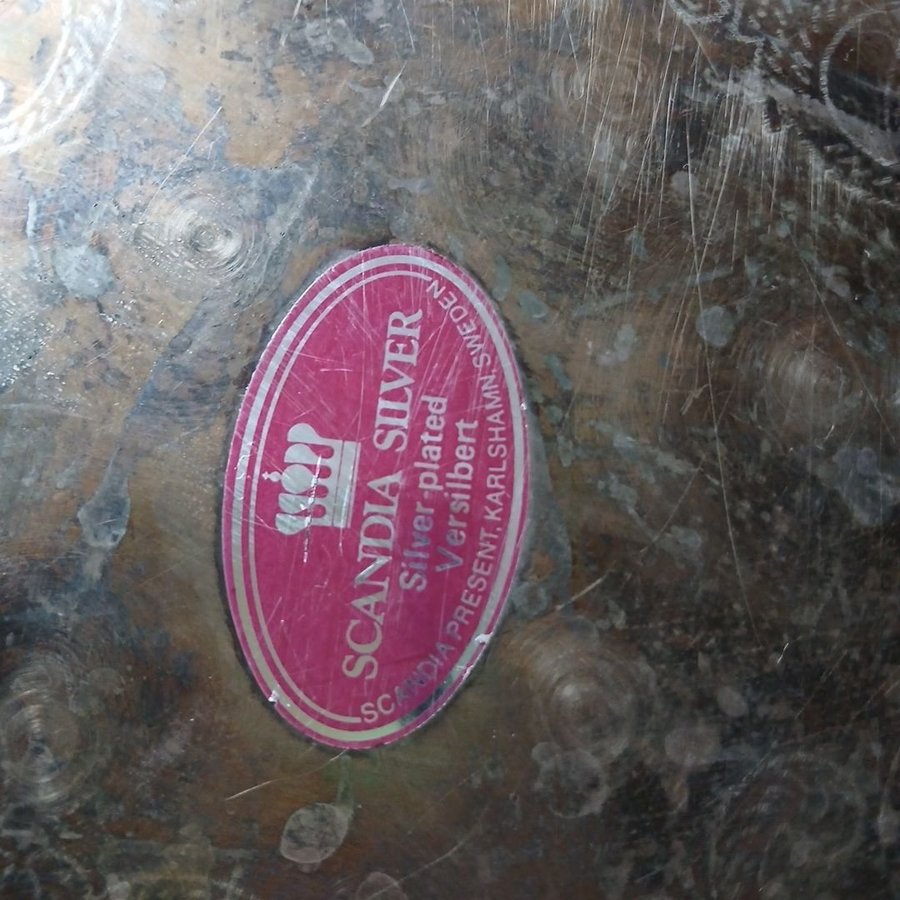 SCANDIA SILVER
Silver-plated
Versilbert
SCANDIA PRESENT, KARLSHAMN, SWEDEN